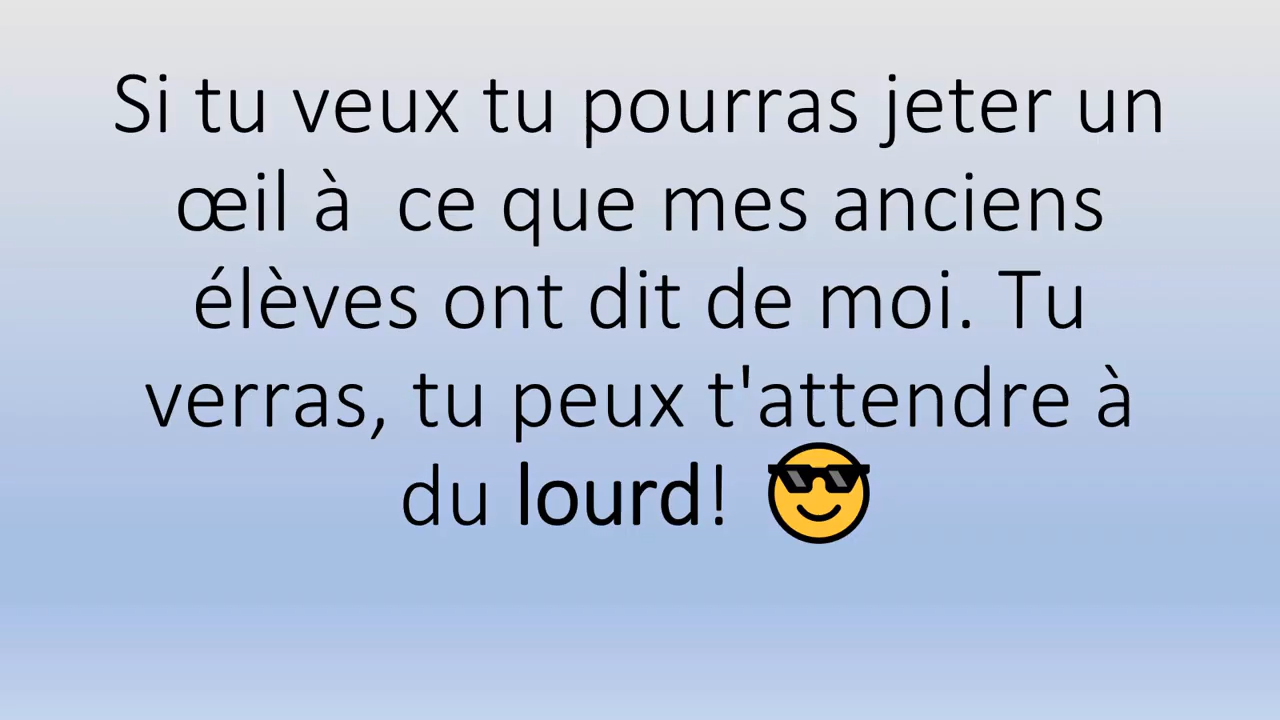 Si tu veux tu pourras jeter un
œil à  ce que mes anciens
élèves ont dit de moi. Tu
verras, tu peux t'attendre à
du lourd! 😎